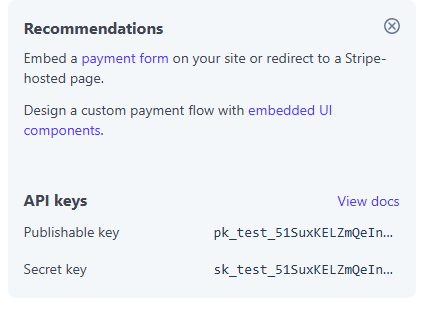 Recommendations
Embed a payment form on your site or redirect to a Stripe-
hosted page.
Design a custom payment flow with embedded UI
components.
API keys
View docs
Publishable key
pk_test_51SuxKELZmQeIn...
Secret key
sk_test_51SuxKELZmQeIn...